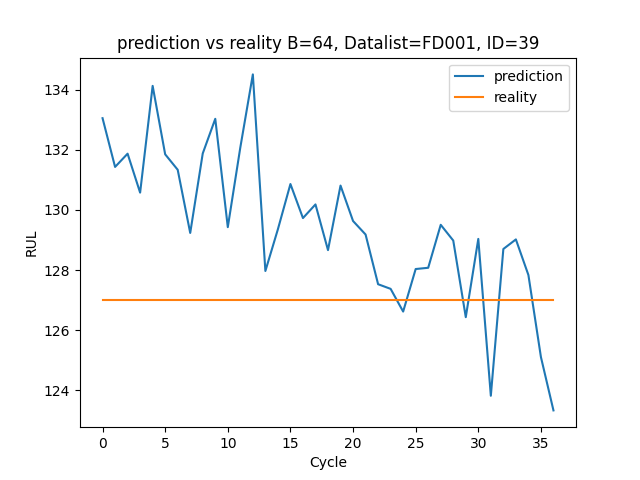 prediction vs reality B=64, Datalist=FD001, ID=39
prediction
reality
134
132
130
128
126
124
RUL
0 5 10 15 20 25 30 35
Cycle